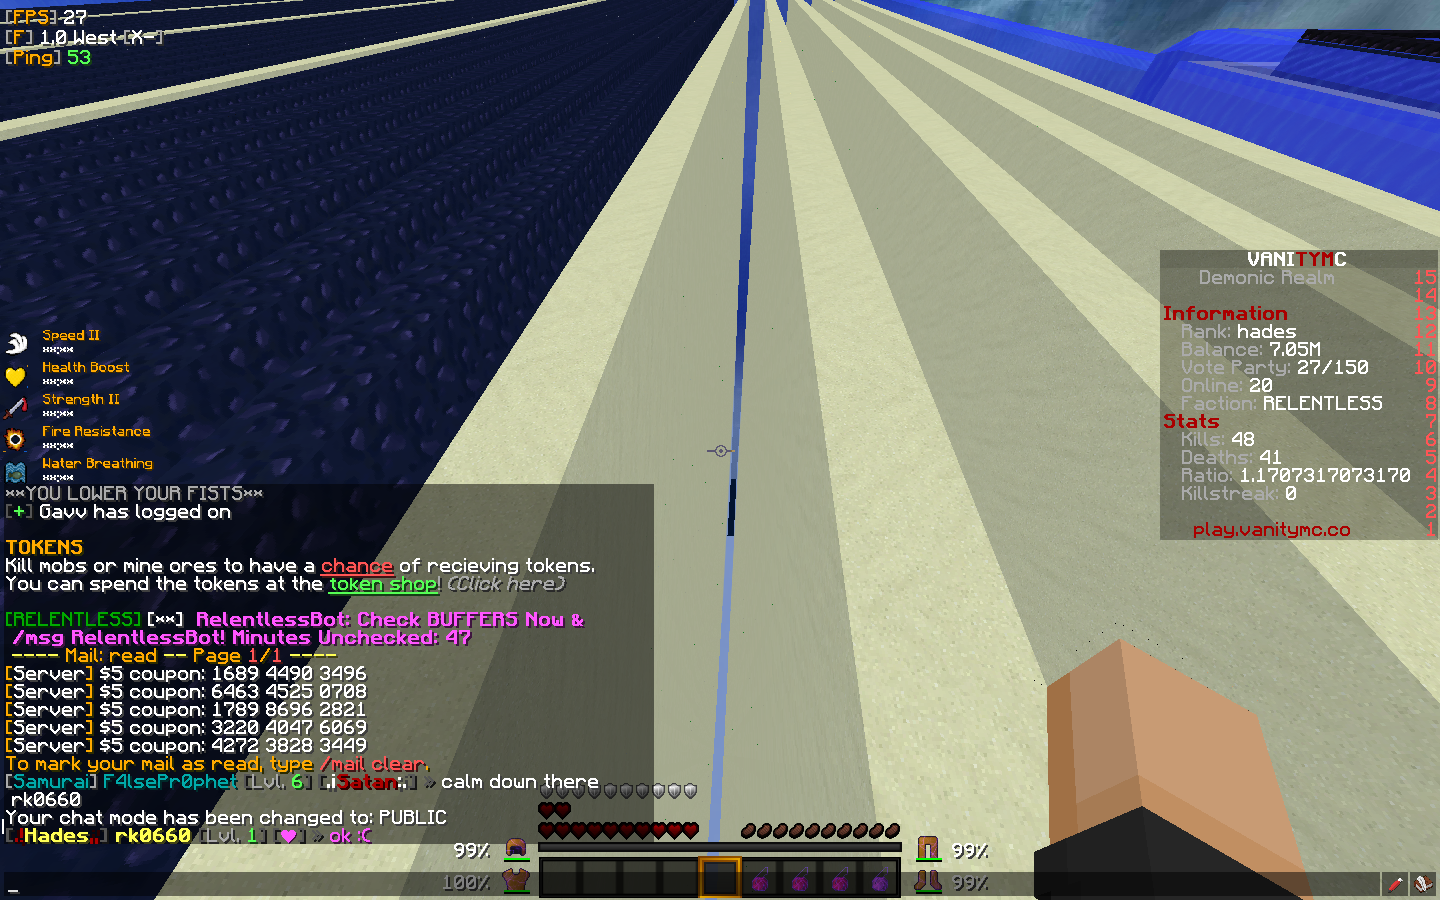 [FPS] 27
[F] 1,0 West [X-]
[Ping] 53
VANITYMC
Demonic Realm 15
14
Information 13
Rank: hades 12
Balance: 7.05M 11
Vote Party: 27/150 10
Online: 20 9
Faction: RELENTLESS 8
Stats 7
Kills: 48 6
Deaths: 41 5
Ratio: 1.1707317073170 4
Killstreak: 0 3
2
play.vanitymc.co 1
Speed II
**:**
Health Boost
**:**
Strength II
**:**
Fire Resistance
**:**
Water Breathing
**:**
**YOU LOWER YOUR FISTS**
[+] Gavv has logged on
TOKENS
Kill mobs or mine ores to have a chance of recieving tokens.
You can spend the tokens at the token shop! (Click here)
[RELENTLESS] [**] RelentlessBot: Check BUFFERS Now &
/msg RelentlessBot! Minutes Unchecked: 47
---- Mail: read -- Page 1/1 ----
[Server] $5 coupon: 1689 4490 3496
[Server] $5 coupon: 6463 4525 0708
[Server] $5 coupon: 1789 8696 2821
[Server] $5 coupon: 3220 4047 6069
[Server] $5 coupon: 4272 3828 3449
To mark your mail as read, type /mail clear.
[Samurai] F4lsePr0phet [Lvl. 6] [.¡Satan:.] » calm down there
rk0660
Your chat mode has been changed to: PUBLIC
[.!Hades..] rk0660 [Lvl. 1] [♥] » ok :C
99%
100%
99%
99%
_